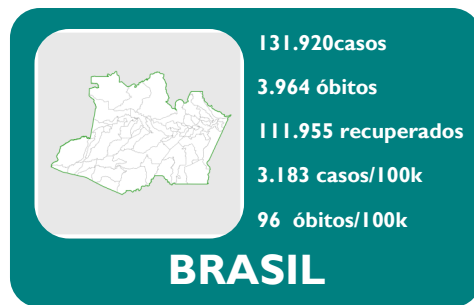 131.920casos
3.964 óbitos
111.955 recuperados
3.183 casos/100k
96 óbitos/100k
BRASIL